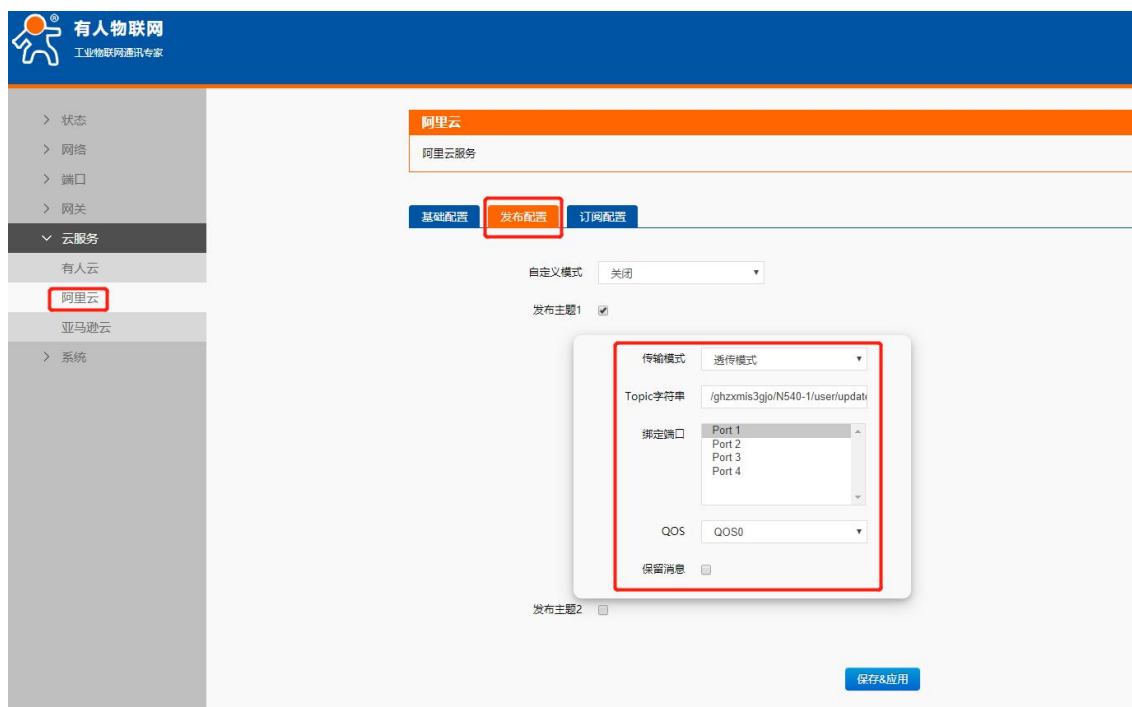 有人物联网
®
工业物联网通讯专家
状态
网络
端口
网关
云服务
有人云
阿里云
亚马逊云
系统
阿里云
阿里云服务
基础配置 发布配置 订阅配置
自定义模式 关闭
发布主题1
传输模式 透传模式
Topic字符串 /ghzxmis3gjo/N540-1/user/update
绑定端口 Port 1
Port 2
Port 3
Port 4
QOS QOS0
保留消息
发布主题2
保存&应用